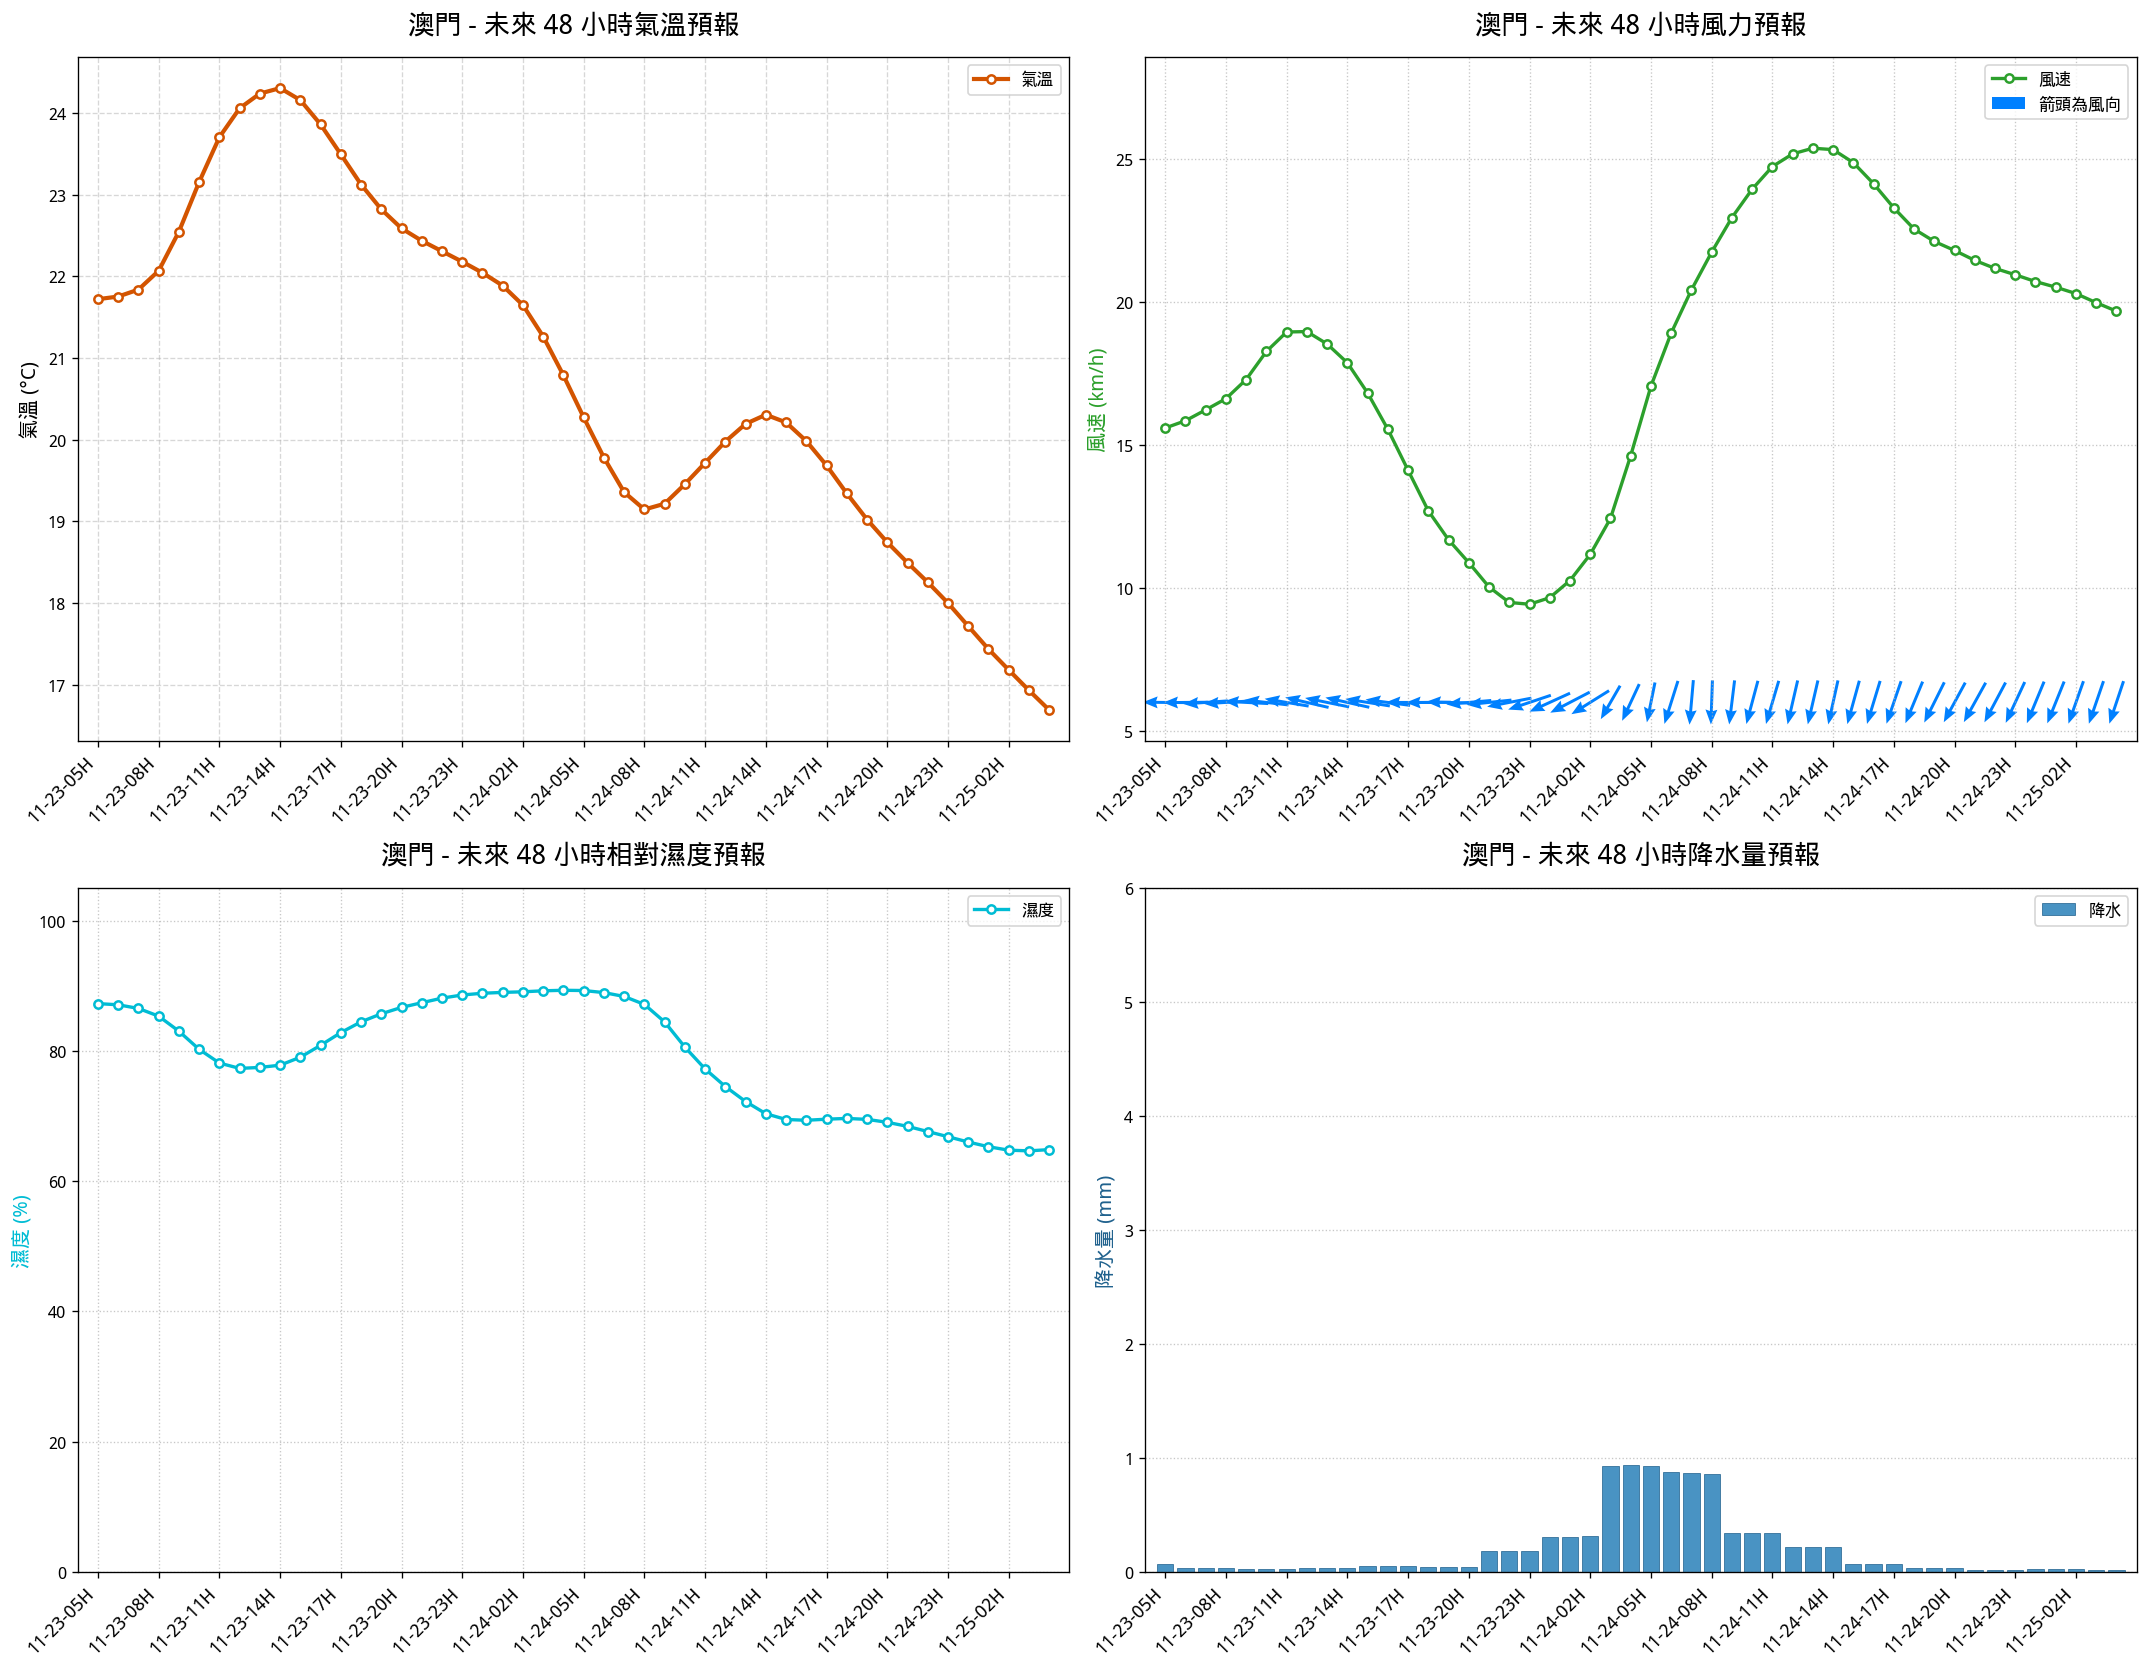 澳門 - 未來 48 小時氣溫預報
氣溫
氣溫 (°C)
24
23
22
21
20
19
18
17
11-23-05H
11-23-08H
11-23-11H
11-23-14H
11-23-17H
11-23-20H
11-23-23H
11-24-02H
11-24-05H
11-24-08H
11-24-11H
11-24-14H
11-24-17H
11-24-20H
11-24-23H
11-25-02H
澳門 - 未來 48 小時風力預報
風速
箭頭為風向
風速 (km/h)
25
20
15
10
5
11-23-05H
11-23-08H
11-23-11H
11-23-14H
11-23-17H
11-23-20H
11-23-23H
11-24-02H
11-24-05H
11-24-08H
11-24-11H
11-24-14H
11-24-17H
11-24-20H
11-24-23H
11-25-02H
澳門 - 未來 48 小時相對濕度預報
濕度
濕度 (%)
100
80
60
40
20
0
11-23-05H
11-23-08H
11-23-11H
11-23-14H
11-23-17H
11-23-20H
11-23-23H
11-24-02H
11-24-05H
11-24-08H
11-24-11H
11-24-14H
11-24-17H
11-24-20H
11-24-23H
11-25-02H
澳門 - 未來 48 小時降水量預報
降水
降水量 (mm)
6
5
4
3
2
1
0
11-23-05H
11-23-08H
11-23-11H
11-23-14H
11-23-17H
11-23-20H
11-23-23H
11-24-02H
11-24-05H
11-24-08H
11-24-11H
11-24-14H
11-24-17H
11-24-20H
11-24-23H
11-25-02H